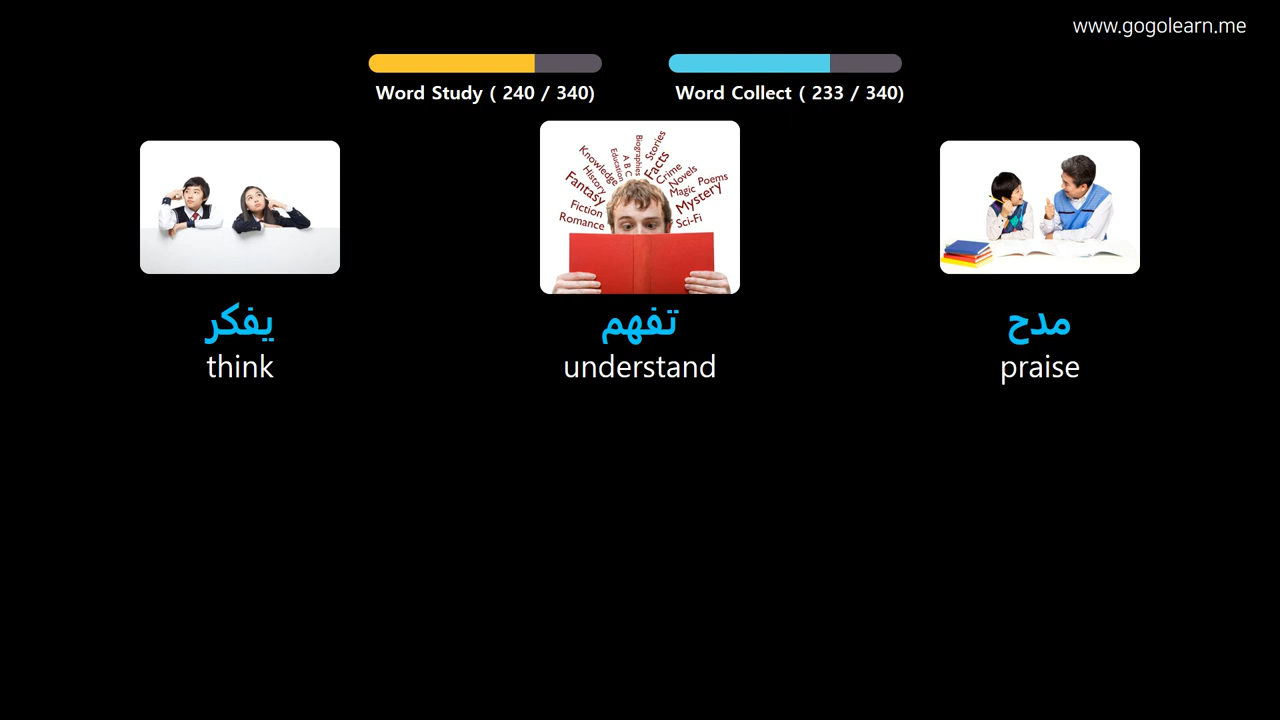 www.gogolearn.me
Word Study ( 240 / 340)
Word Collect ( 233 / 340)
Knowledge
History
Fantasy
Fiction
Romance
Education
A B C
Biographies
Stories
Facts
Crime
Novels
Magic
Poems
Mystery
Sci-Fi
يفكر
think
تفهم
understand
مدح
praise